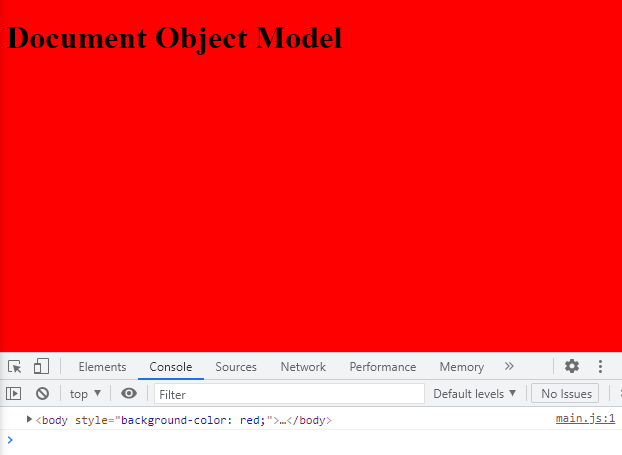 Document Object Model
Elements Console Sources Network Performance Memory »
top ▼ Filter Default levels ▼ No Issues
▶<body style="background-color: red;">…</body> main.js:1
>